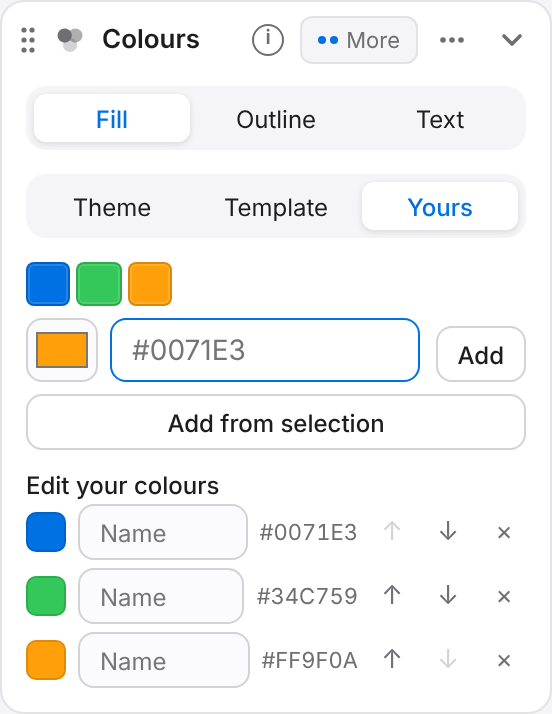 Colours
More
Fill Outline Text
Theme Template Yours
#0071E3 Add
Add from selection
Edit your colours
Name #0071E3
Name #34C759
Name #FF9F0A